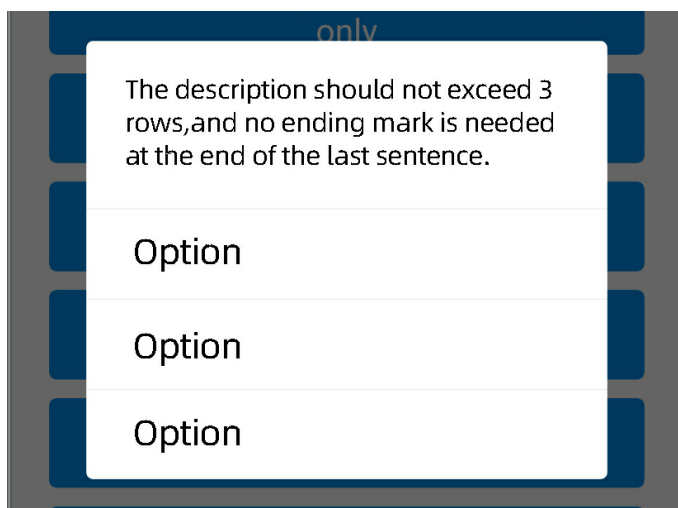 only
The description should not exceed 3
rows,and no ending mark is needed
at the end of the last sentence.
Option
Option
Option